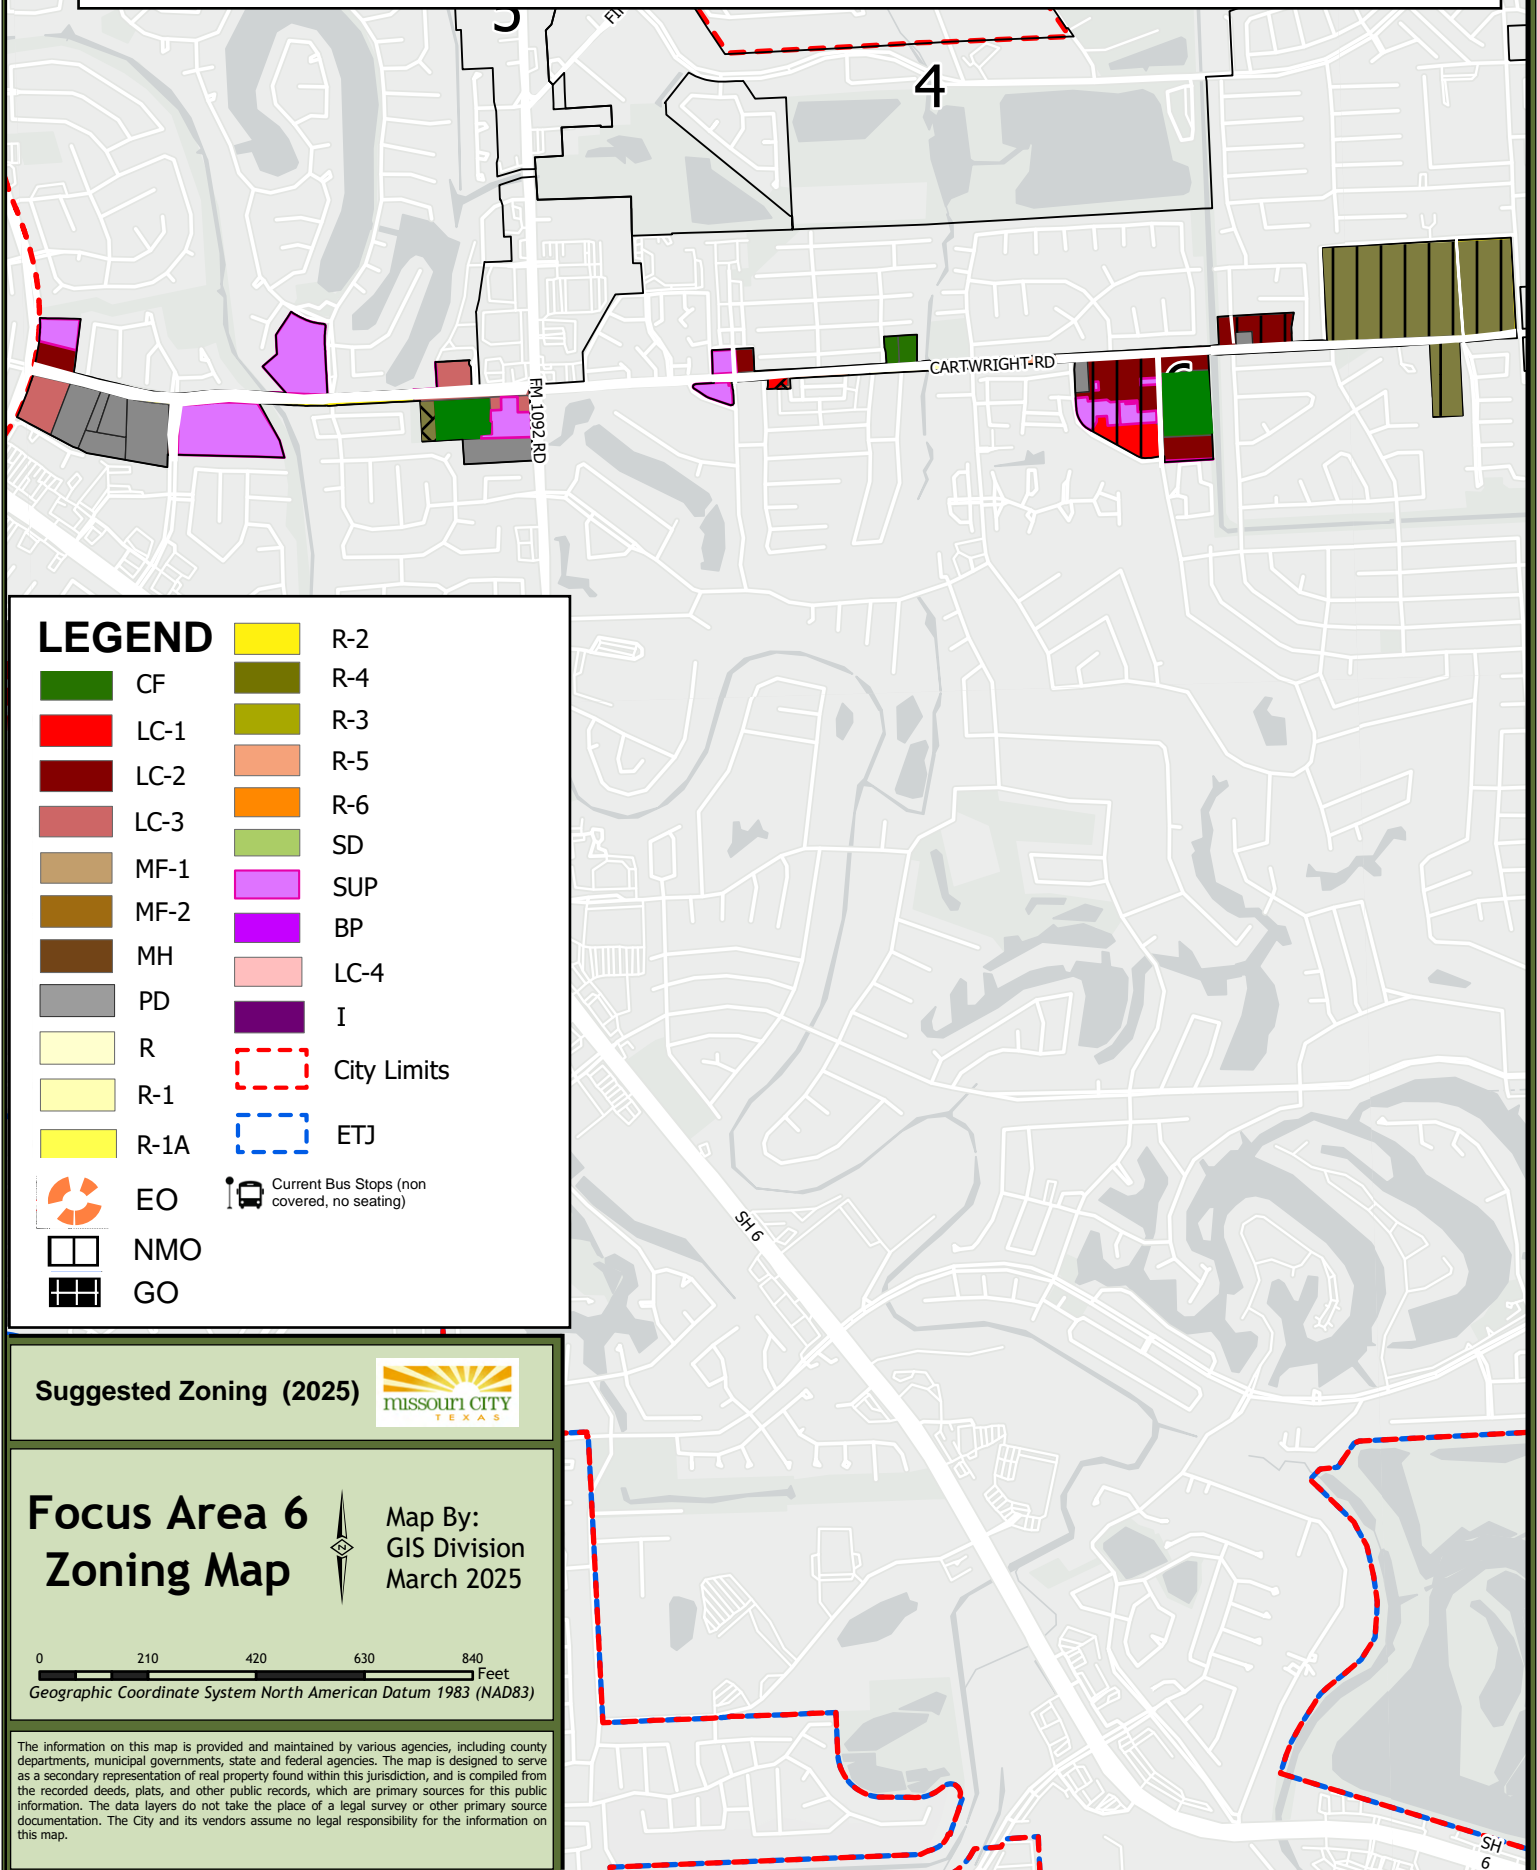 5
4
CARTWRIGHT RD
6
FM 1092 RD
LEGEND
CF
LC-1
LC-2
LC-3
MF-1
MF-2
MH
PD
R
R-1
R-1A
EO
NMO
GO
R-2
R-4
R-3
R-5
R-6
SD
SUP
BP
LC-4
I
City Limits
ETJ
Current Bus Stops (non
covered, no seating)
SH 6
Suggested Zoning (2025)
missouri CITY
TEXAS
Focus Area 6
Zoning Map
N
Map By:
GIS Division
March 2025
0 210 420 630 840
Feet
Geographic Coordinate System North American Datum 1983 (NAD83)
The information on this map is provided and maintained by various agencies, including county
departments, municipal governments, state and federal agencies. The map is designed to serve
as a secondary representation of real property found within this jurisdiction, and is compiled from
the recorded deeds, plats, and other public records, which are primary sources for this public
information. The data layers do not take the place of a legal survey or other primary source
documentation. The City and its vendors assume no legal responsibility for the information on
this map.
SH
6